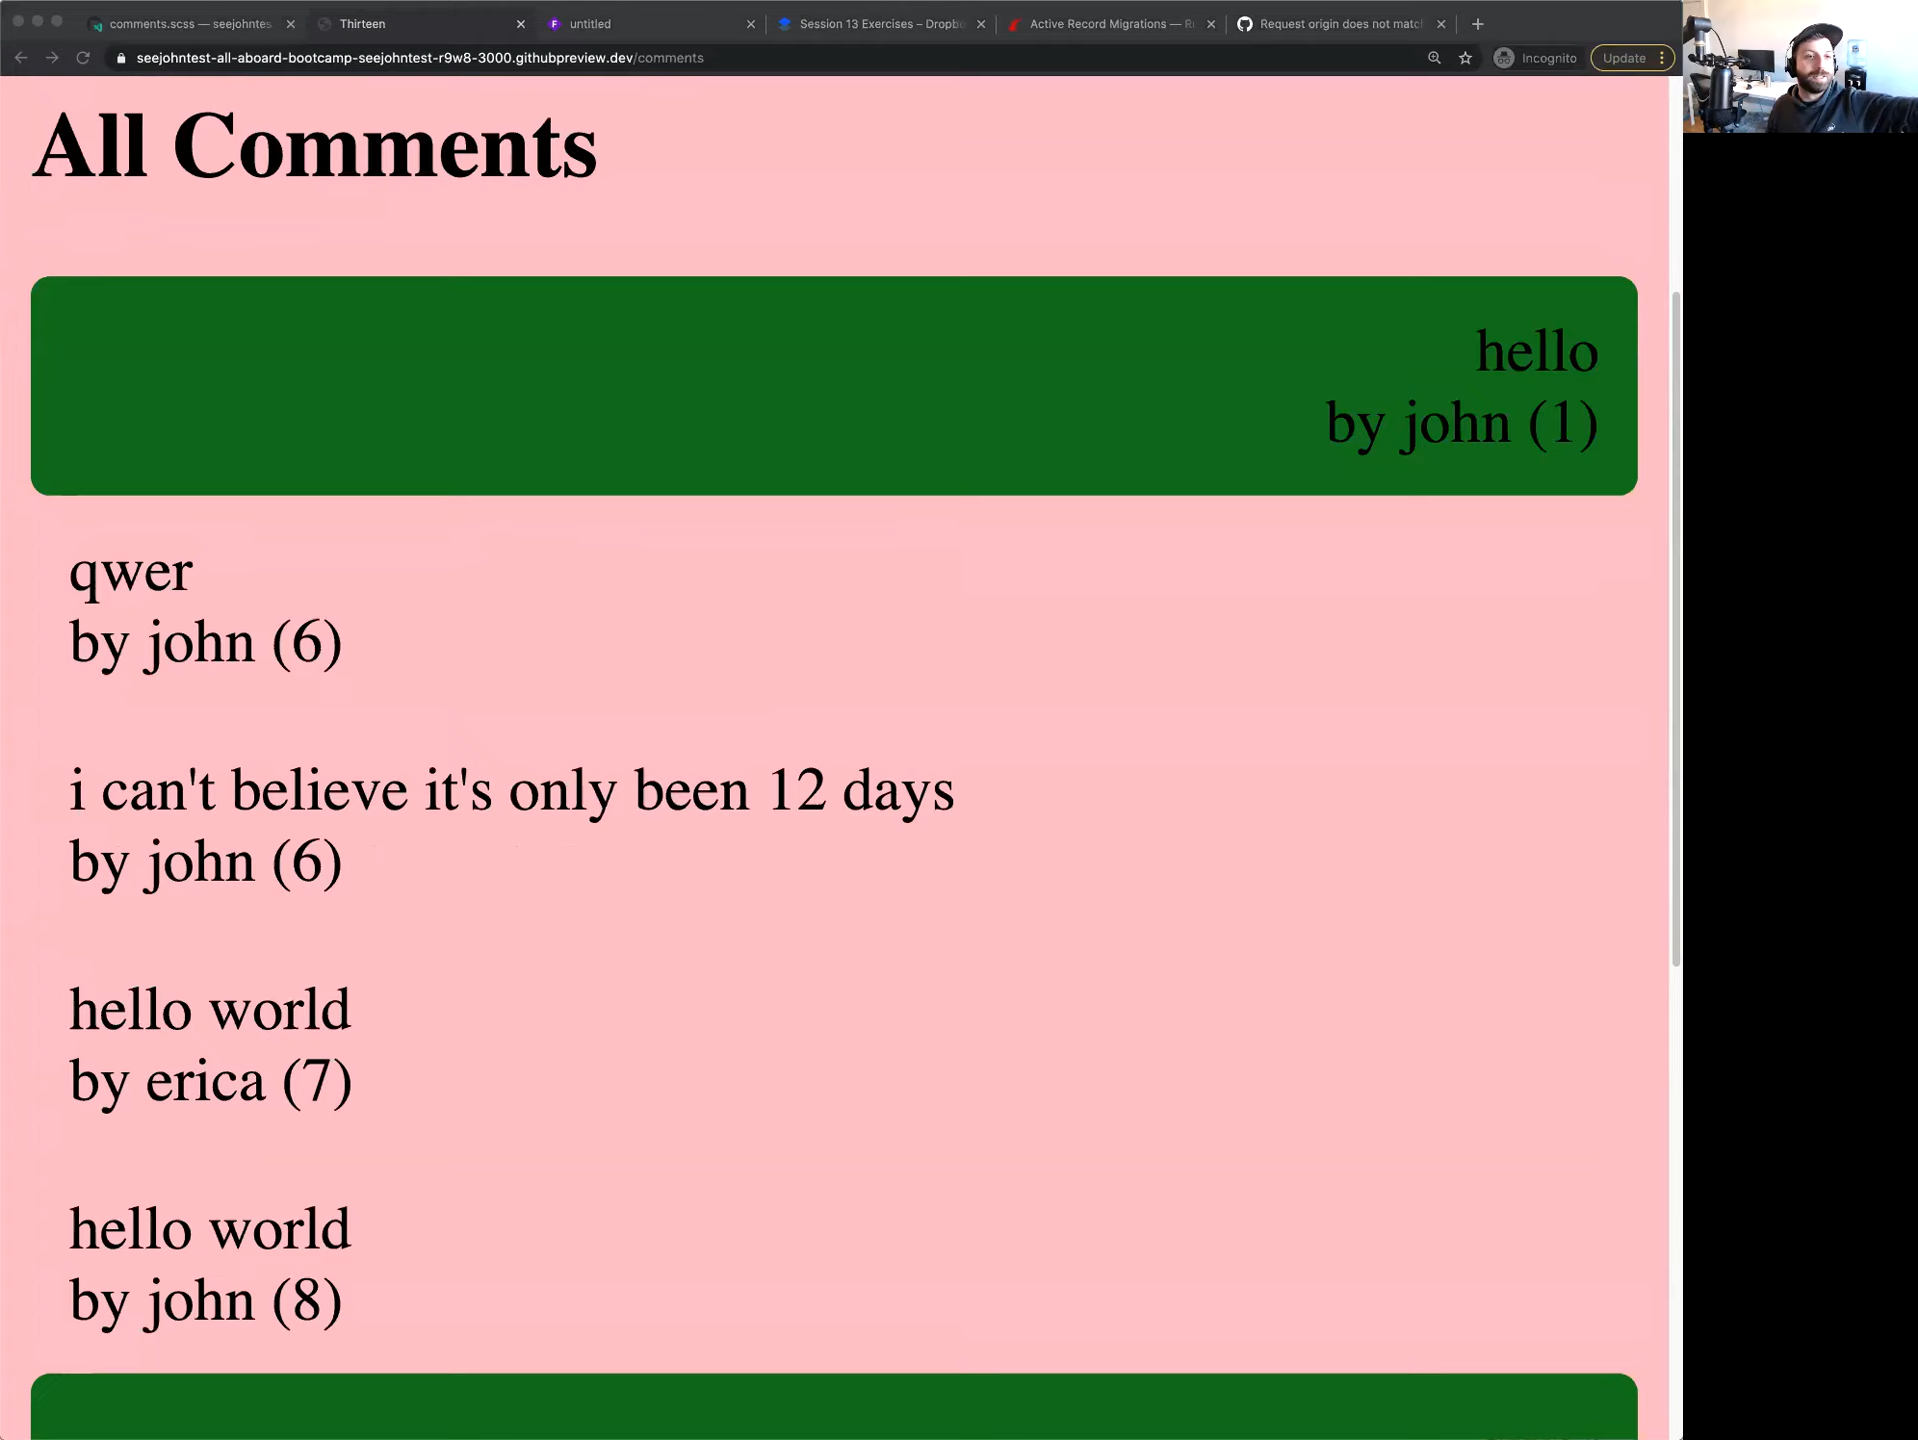 comments.scss — seejohntes
Thirteen
untitled
Session 13 Exercises – Dropbo
Active Record Migrations — R
Request origin does not matc
seejohntest-all-aboard-bootcamp-seejohntest-r9w8-3000.githubpreview.dev/comments
Incognito
Update
All Comments
hello
by john (1)
qwer
by john (6)
i can't believe it's only been 12 days
by john (6)
hello world
by erica (7)
hello world
by john (8)